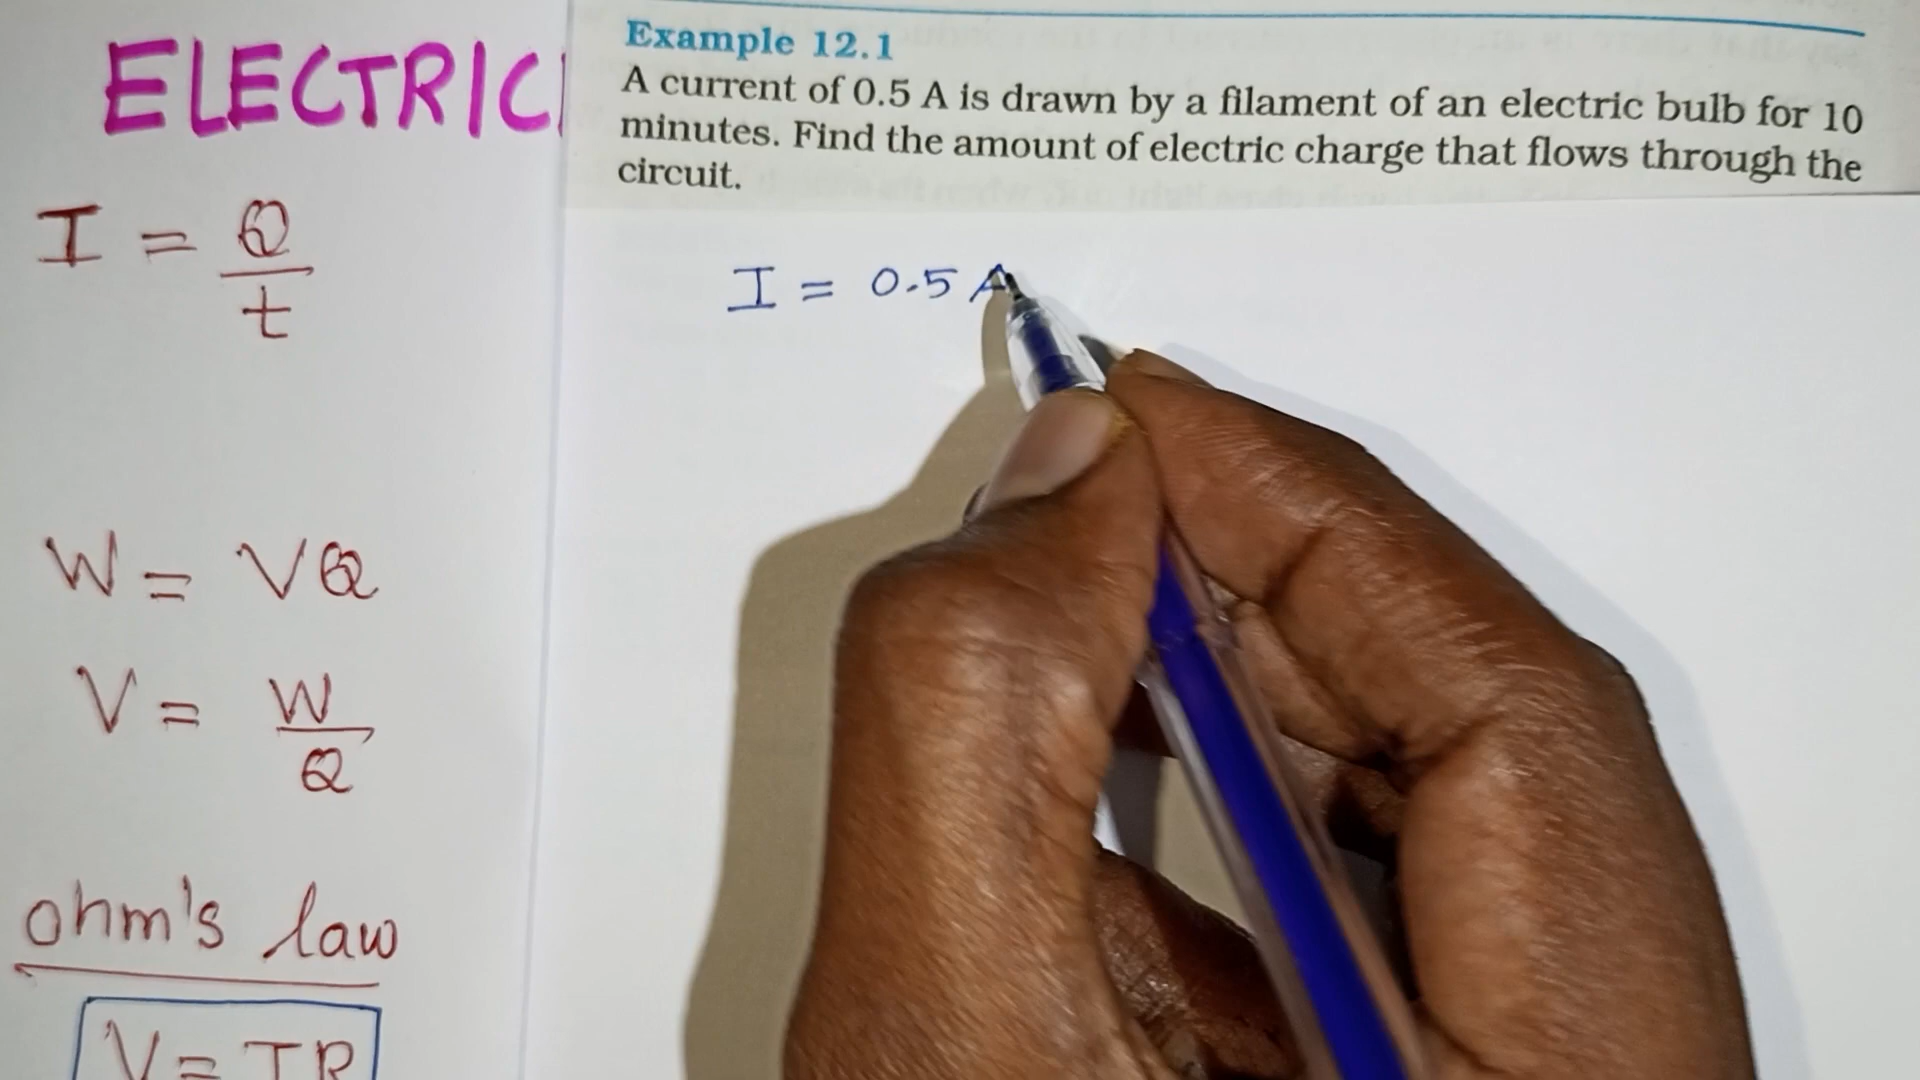 ELECTRIC
I = Q
t
W = VQ
V = W
Q
ohm's law
V = IR
Example 12.1
A current of 0.5 A is drawn by a filament of an electric bulb for 10
minutes. Find the amount of electric charge that flows through the
circuit.
I = 0.5 A